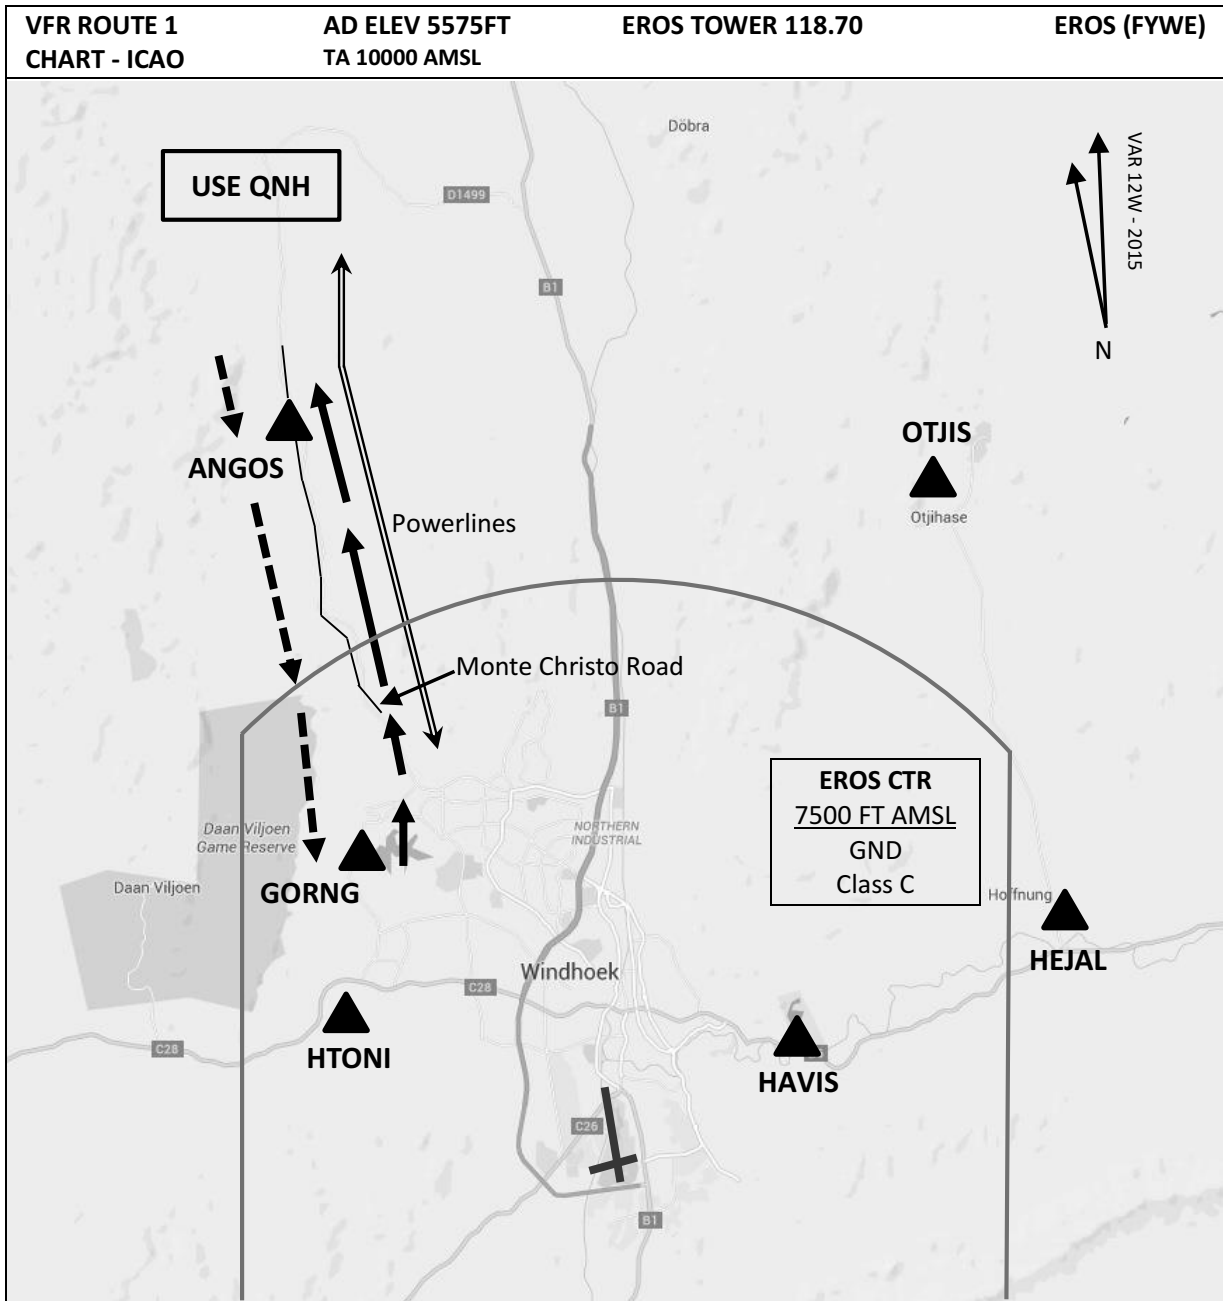 VFR ROUTE 1
CHART - ICAO
AD ELEV 5575FT
TA 10000 AMSL
EROS TOWER 118.70
EROS (FYWE)
Döbra
USE QNH
VAR 12W - 2015
D1499
B1
N
OTJIS
ANGOS
Otjihase
Powerlines
Monte Christo Road
B1
EROS CTR
7500 FT AMSL
GND
Class C
NORTHERN
INDUSTRIAL
Daan Viljoen
Game Reserve
Daan Viljoen
GORNG
Hoffnung
HEJAL
Windhoek
C28
C28
HTONI
HAVIS
C26
B1